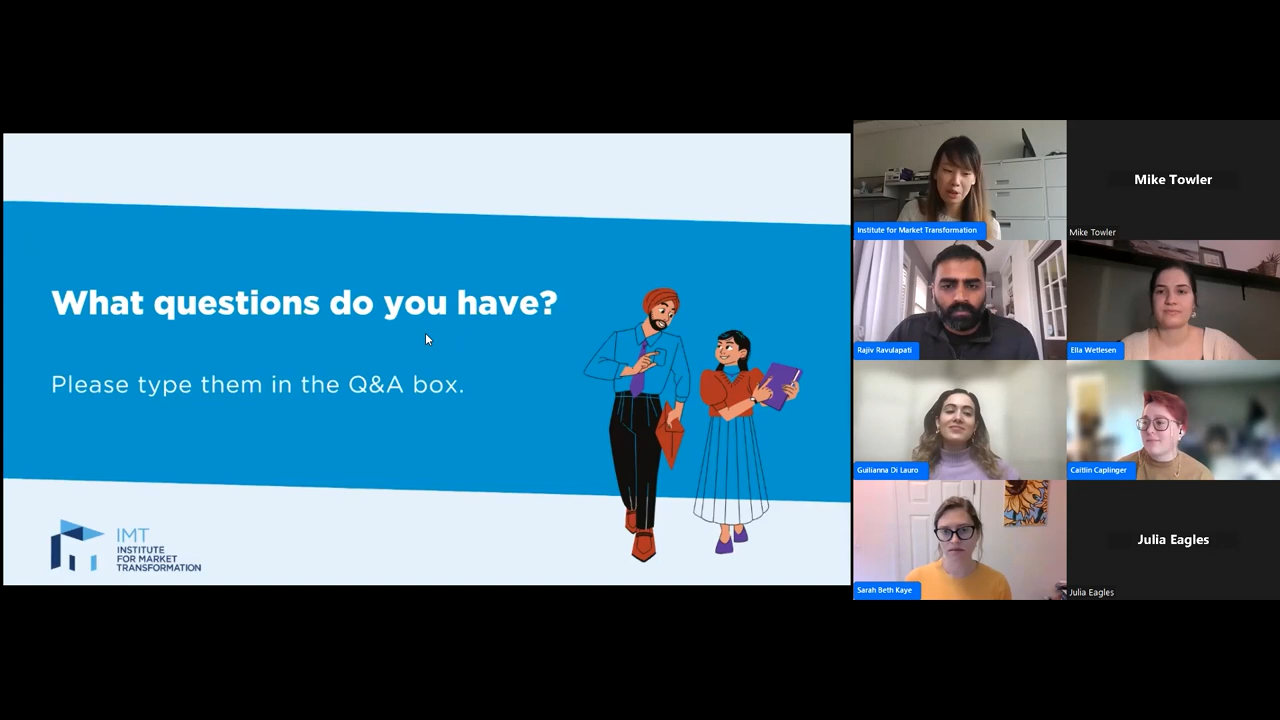 What questions do you have?
Please type them in the Q&A box.
IMT
INSTITUTE
FOR MARKET
TRANSFORMATION
Institute for Market Transformation
Mike Towler
Mike Towler
Rajiv Ravulapati
Ella Wetlesen
Guilianna Di Lauro
Caitlin Caplinger
Sarah Beth Kaye
Julia Eagles
Julia Eagles